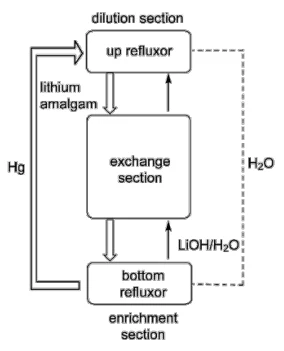 dilution section
up refluxor
lithium
amalgam
Hg
exchange
section
H₂O
LiOH/H₂O
bottom
refluxor
enrichment
section